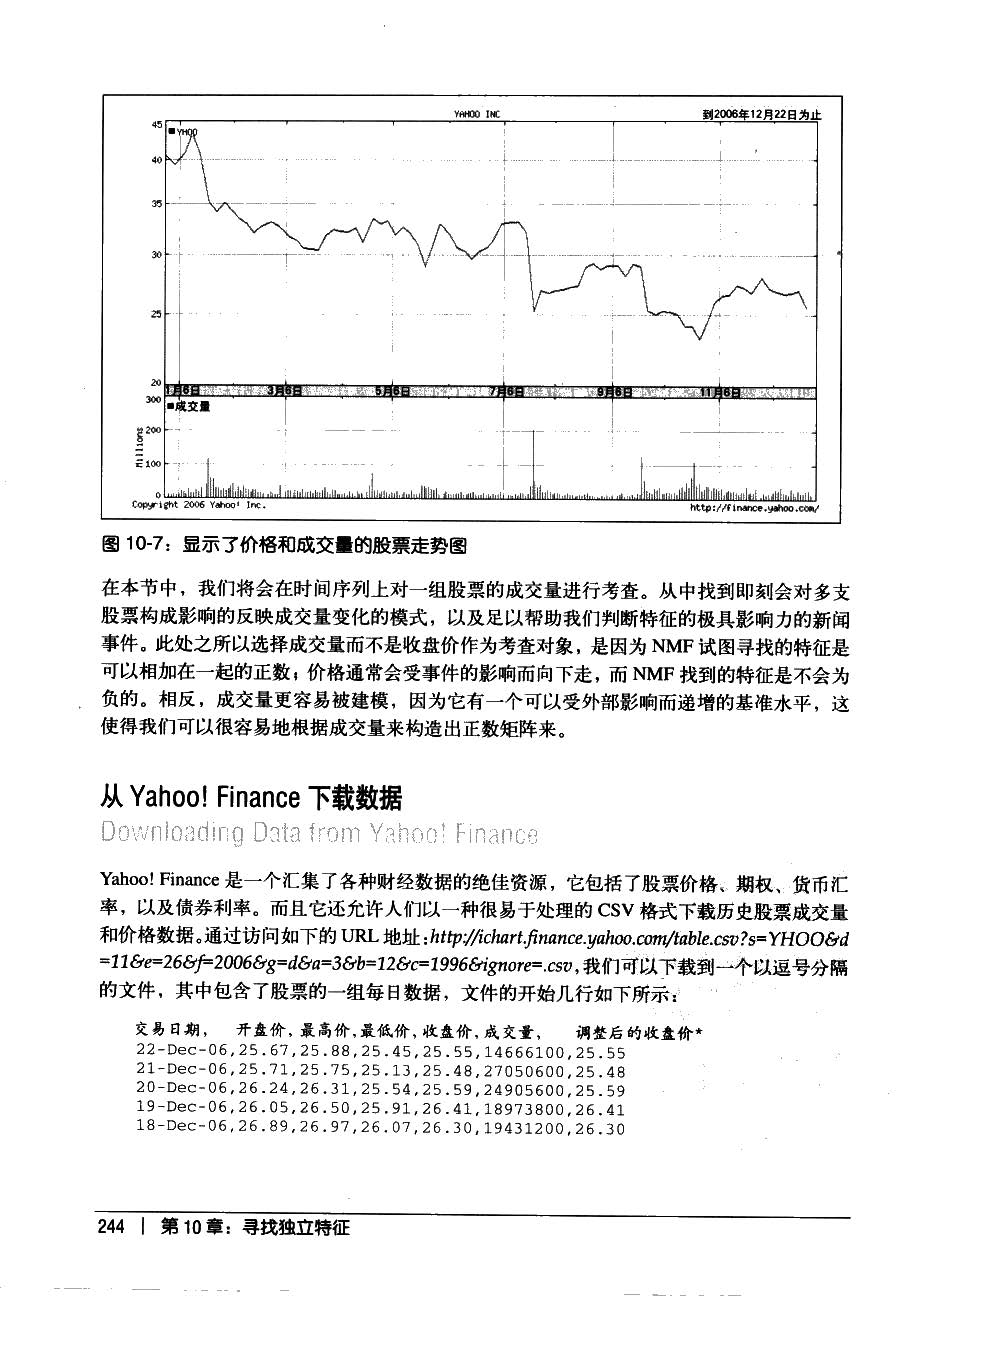 YAHOO INC
到2006年12月22日为止
45
YHOO
40
35
30
25
20
1月6日 3月6日 5月6日 7月6日 9月6日 11月6日
300
成交量
200
Millions
100
0
Copyright 2006 Yahoo! Inc.
http://finance.yahoo.com/
图 10-7：显示了价格和成交量的股票走势图
在本节中，我们将会在时间序列上对一组股票的成交量进行考查。从中找到即刻会对多支
股票构成影响的反映成交量变化的模式，以及足以帮助我们判断特征的极具影响力的新闻
事件。此处之所以选择成交量而不是收盘价作为考查对象，是因为 NMF 试图寻找的特征是
可以相加在一起的正数；价格通常会受事件的影响而向下走，而 NMF 找到的特征是不会为
负的。相反，成交量更容易被建模，因为它有一个可以受外部影响而递增的基准水平，这
使得我们可以很容易地根据成交量来构造出正数矩阵来。
从 Yahoo! Finance 下载数据
Downloading Data from Yahoo! Finance
Yahoo! Finance 是一个汇集了各种财经数据的绝佳资源，它包括了股票价格、期权、货币汇
率，以及债券利率。而且它还允许人们以一种很易于处理的 CSV 格式下载历史股票成交量
和价格数据。通过访问如下的 URL 地址：http://ichart.finance.yahoo.com/table.csv?s=YHOO&d
=11&e=26&f=2006&g=d&a=3&b=12&c=1996&ignore=.csv，我们可以下载到一个以逗号分隔
的文件，其中包含了股票的一组每日数据，文件的开始几行如下所示：
交易日期， 开盘价，最高价，最低价，收盘价，成交量， 调整后的收盘价*
22-Dec-06,25.67,25.88,25.45,25.55,14666100,25.55
21-Dec-06,25.71,25.75,25.13,25.48,27050600,25.48
20-Dec-06,26.24,26.31,25.54,25.59,24905600,25.59
19-Dec-06,26.05,26.50,25.91,26.41,18973800,26.41
18-Dec-06,26.89,26.97,26.07,26.30,19431200,26.30
244 | 第 10 章：寻找独立特征